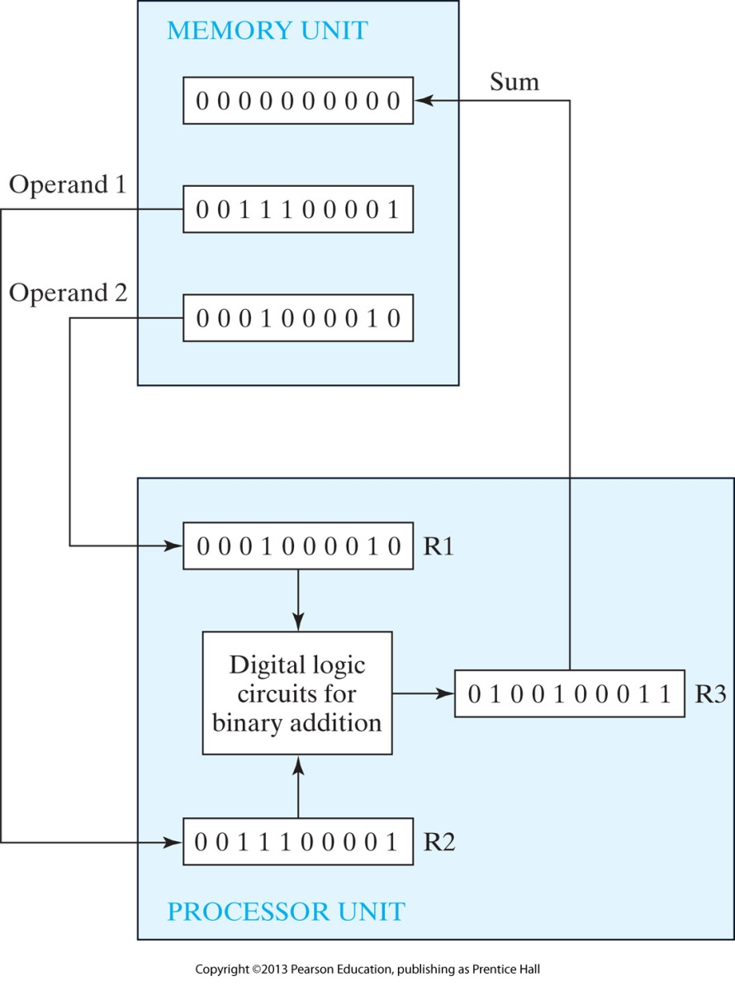 MEMORY UNIT
Sum
0 0 0 0 0 0 0 0 0 0
Operand 1
0 0 1 1 1 0 0 0 0 1
Operand 2
0 0 0 1 0 0 0 0 1 0
0 0 0 1 0 0 0 0 1 0 R1
Digital logic
circuits for
binary addition
0 1 0 0 1 0 0 0 1 1 R3
0 0 1 1 1 0 0 0 0 1 R2
PROCESSOR UNIT
Copyright ©2013 Pearson Education, publishing as Prentice Hall